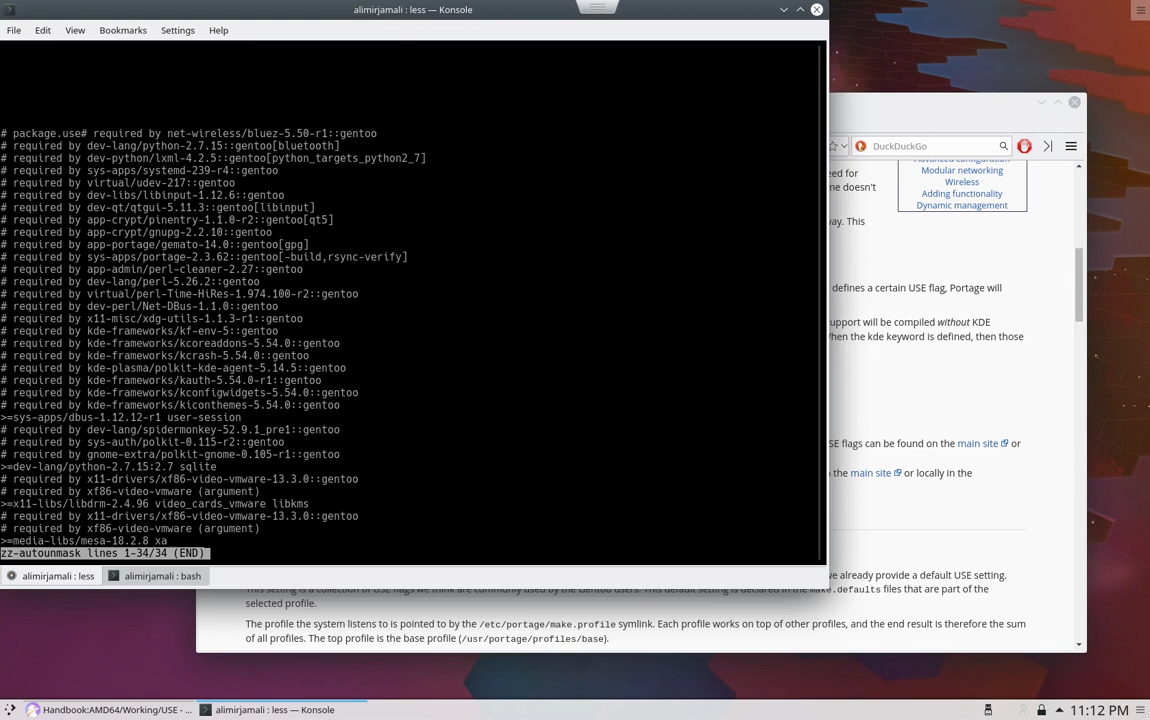 alimirjamali : less — Konsole
File Edit View Bookmarks Settings Help
# package.use# required by net-wireless/bluez-5.50-r1::gentoo
# required by dev-lang/python-2.7.15::gentoo[bluetooth]
# required by dev-python/lxml-4.2.5::gentoo[python_targets_python2_7]
# required by sys-apps/systemd-239-r4::gentoo
# required by virtual/udev-217::gentoo
# required by dev-libs/libinput-1.12.6::gentoo
# required by dev-qt/qtgui-5.11.3::gentoo[libinput]
# required by app-crypt/pinentry-1.1.0-r2::gentoo[qt5]
# required by app-crypt/gnupg-2.2.10::gentoo
# required by app-portage/gemato-14.0::gentoo[gpg]
# required by sys-apps/portage-2.3.62::gentoo[-build,rsync-verify]
# required by app-admin/perl-cleaner-2.27::gentoo
# required by dev-lang/perl-5.26.2::gentoo
# required by virtual/perl-Time-HiRes-1.974.100-r2::gentoo
# required by dev-perl/Net-DBus-1.1.0::gentoo
# required by x11-misc/xdg-utils-1.1.3-r1::gentoo
# required by kde-frameworks/kf-env-5::gentoo
# required by kde-frameworks/kcoreaddons-5.54.0::gentoo
# required by kde-frameworks/kcrash-5.54.0::gentoo
# required by kde-plasma/polkit-kde-agent-5.14.5::gentoo
# required by kde-frameworks/kauth-5.54.0-r1::gentoo
# required by kde-frameworks/kconfigwidgets-5.54.0::gentoo
# required by kde-frameworks/kiconthemes-5.54.0::gentoo
>=sys-apps/dbus-1.12.12-r1 user-session
# required by dev-lang/spidermonkey-52.9.1_pre1::gentoo
# required by sys-auth/polkit-0.115-r2::gentoo
# required by gnome-extra/polkit-gnome-0.105-r1::gentoo
>=dev-lang/python-2.7.15:2.7 sqlite
# required by x11-drivers/xf86-video-vmware-13.3.0::gentoo
# required by xf86-video-vmware (argument)
>=x11-libs/libdrm-2.4.96 video_cards_vmware libkms
# required by x11-drivers/xf86-video-vmware-13.3.0::gentoo
# required by xf86-video-vmware (argument)
>=media-libs/mesa-18.2.8 xa
zz-autounmask lines 1-34/34 (END)
alimirjamali : less alimirjamali : bash
DuckDuckGo
Advanced configuration
Modular networking
Wireless
Adding functionality
Dynamic management
eed for
ne doesn't
vay. This
defines a certain USE flag, Portage will
upport will be compiled without KDE
When the kde keyword is defined, then those
SE flags can be found on the main site or
n the main site or locally in the
we already provide a default USE setting.
This setting is a collection of USE flags we think are commonly used by the Gentoo users. This default setting is declared in the make.defaults files that are part of the
selected profile.
The profile the system listens to is pointed to by the /etc/portage/make.profile symlink. Each profile works on top of other profiles, and the end result is therefore the sum
of all profiles. The top profile is the base profile (/usr/portage/profiles/base).
Handbook:AMD64/Working/USE - ... alimirjamali : less — Konsole 11:12 PM